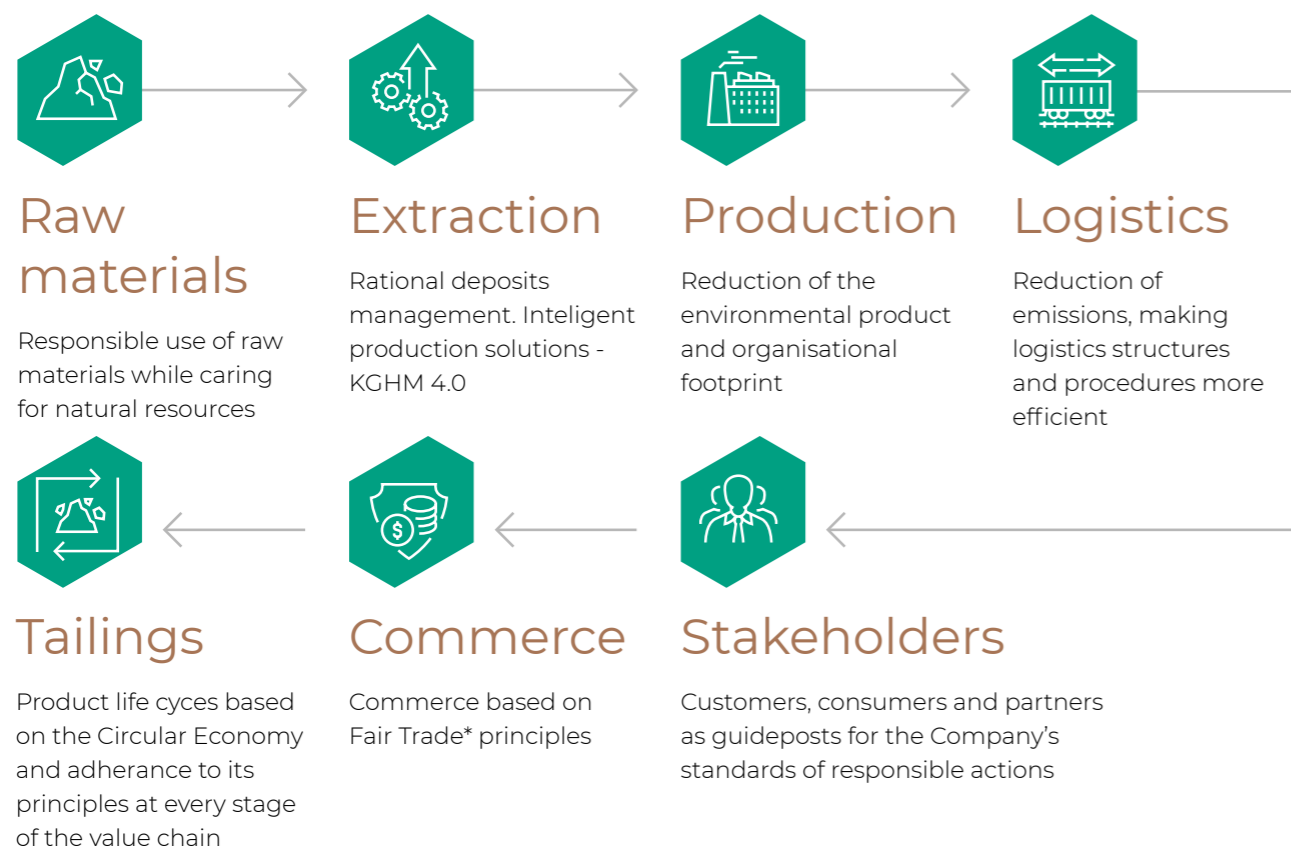 Raw
materials
Responsible use of raw
materials while caring
for natural resources
Extraction
Rational deposits
management. Inteligent
production solutions -
KGHM 4.0
Production
Reduction of the
environmental product
and organisational
footprint
Logistics
Reduction of
emissions, making
logistics structures
and procedures more
efficient
Stakeholders
Customers, consumers and partners
as guideposts for the Company's
standards of responsible actions
Commerce
Commerce based on
Fair Trade* principles
$
Tailings
Product life cyces based
on the Circular Economy
and adherance to its
principles at every stage
of the value chain